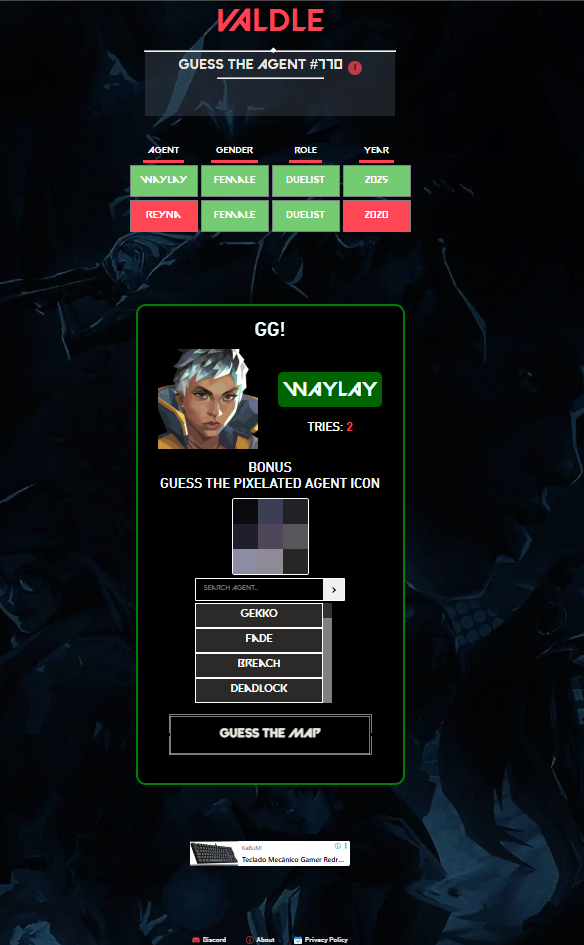 VALDLE
GUESS THE AGENT #770
!
AGENT GENDER ROLE YEAR
WAYLAY FEMALE DUELIST 2025
REYNA FEMALE DUELIST 2020
GG!
WAYLAY
TRIES: 2
BONUS
GUESS THE PIXELATED AGENT ICON
SEARCH AGENT...
GEKKO
FADE
BREACH
DEADLOCK
GUESS THE MAP
KaBuM!
Teclado Mecânico Gamer Redr...
Discord About Privacy Policy